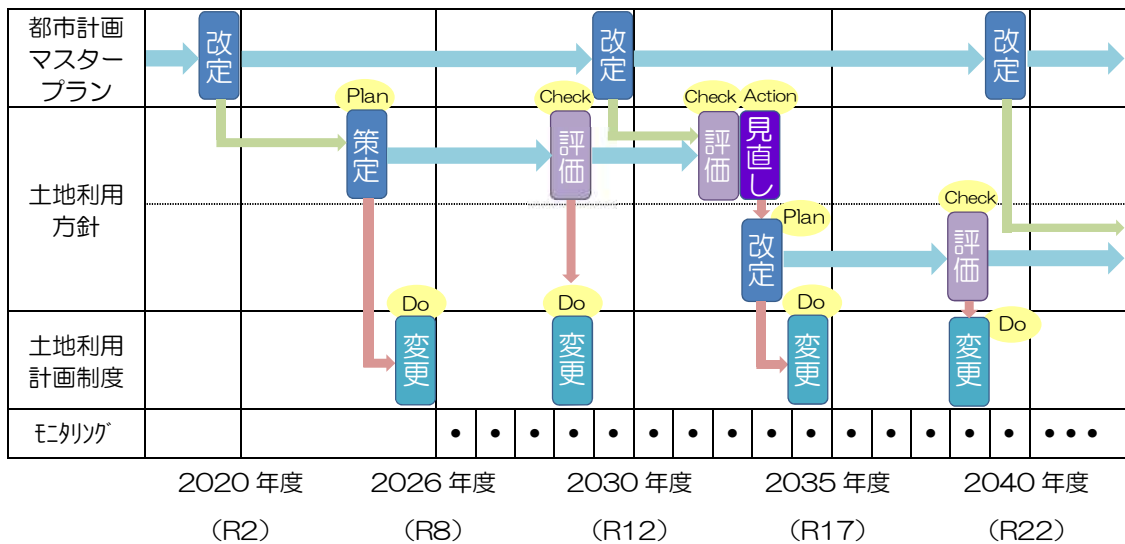 都市計画
マスター
プラン
改定
改定
改定
土地利用
方針
Plan
策定
Check
評価
Check
評価
Action
見直し
Plan
改定
Check
評価
土地利用
計画制度
Do
変更
Do
変更
Do
変更
Do
変更
ﾓﾆﾀﾘﾝｸﾞ
• • • • • • • • • • • • • • • • • •
2020 年度
2026 年度
2030 年度
2035 年度
2040 年度
（R2）
（R8）
（R12）
（R17）
（R22）